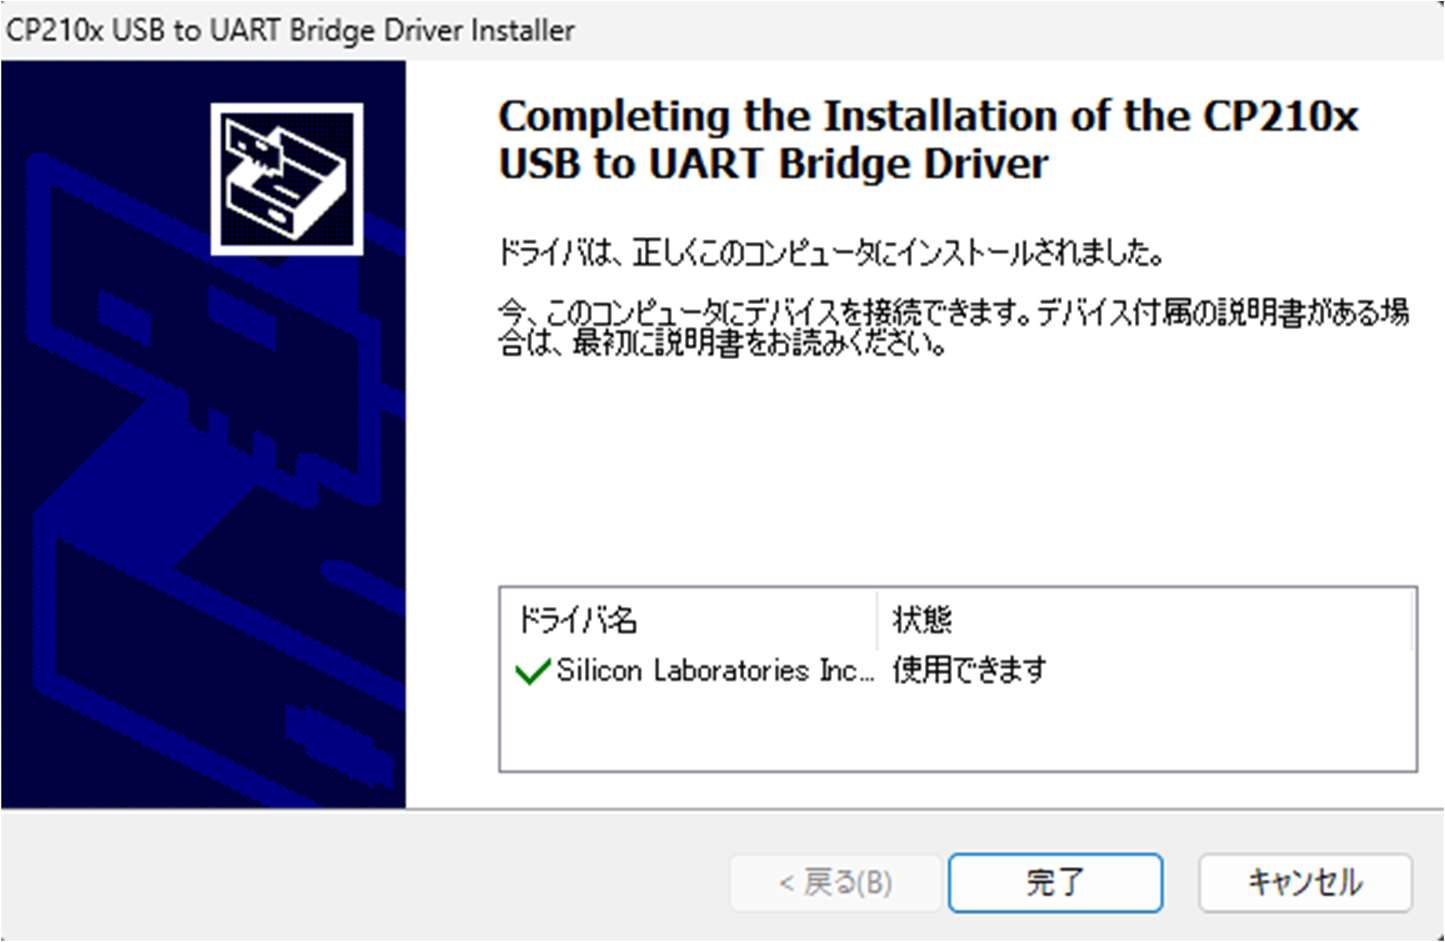 CP210x USB to UART Bridge Driver Installer
Completing the Installation of the CP210x
USB to UART Bridge Driver
ドライバは、正しくこのコンピュータにインストールされました。
今、このコンピュータにデバイスを接続できます。デバイス付属の説明書がある場
合は、最初に説明書をお読みください。
ドライバ名 状態
Silicon Laboratories Inc... 使用できます
< 戻る(B) 完了 キャンセル